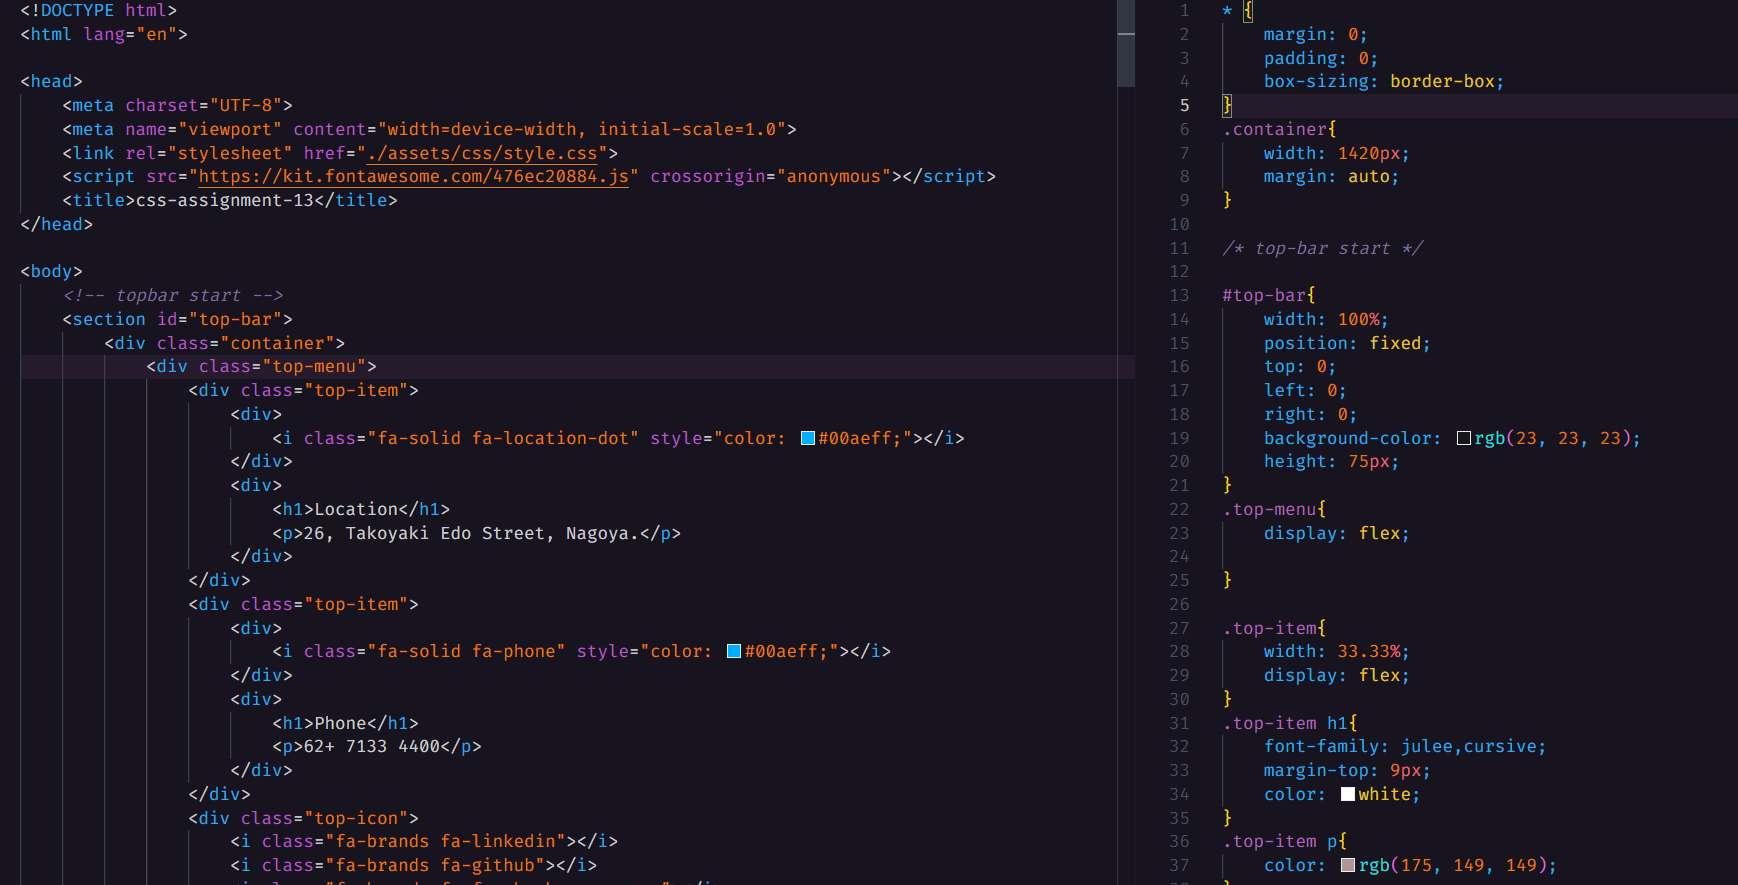 <!DOCTYPE html>
<html lang="en">
<head>
<meta charset="UTF-8">
<meta name="viewport" content="width=device-width, initial-scale=1.0">
<link rel="stylesheet" href="./assets/css/style.css">
<script src="https://kit.fontawesome.com/476ec20884.js" crossorigin="anonymous"></script>
<title>css-assignment-13</title>
</head>
<body>
<!-- topbar start -->
<section id="top-bar">
<div class="container">
<div class="top-menu">
<div class="top-item">
<div>
<i class="fa-solid fa-location-dot" style="color: #00aeff;"></i>
</div>
<div>
<h1>Location</h1>
<p>26, Takoyaki Edo Street, Nagoya.</p>
</div>
</div>
<div class="top-item">
<div>
<i class="fa-solid fa-phone" style="color: #00aeff;"></i>
</div>
<div>
<h1>Phone</h1>
<p>62+ 7133 4400</p>
</div>
</div>
<div class="top-icon">
<i class="fa-brands fa-linkedin"></i>
<i class="fa-brands fa-github"></i>
1 * {
2 margin: 0;
3 padding: 0;
4 box-sizing: border-box;
5 }
6 .container{
7 width: 1420px;
8 margin: auto;
9 }
10
11 /* top-bar start */
12
13 #top-bar{
14 width: 100%;
15 position: fixed;
16 top: 0;
17 left: 0;
18 right: 0;
19 background-color: rgb(23, 23, 23);
20 height: 75px;
21 }
22 .top-menu{
23 display: flex;
24
25 }
26
27 .top-item{
28 width: 33.33%;
29 display: flex;
30 }
31 .top-item h1{
32 font-family: julee,cursive;
33 margin-top: 9px;
34 color: white;
35 }
36 .top-item p{
37 color: rgb(175, 149, 149);